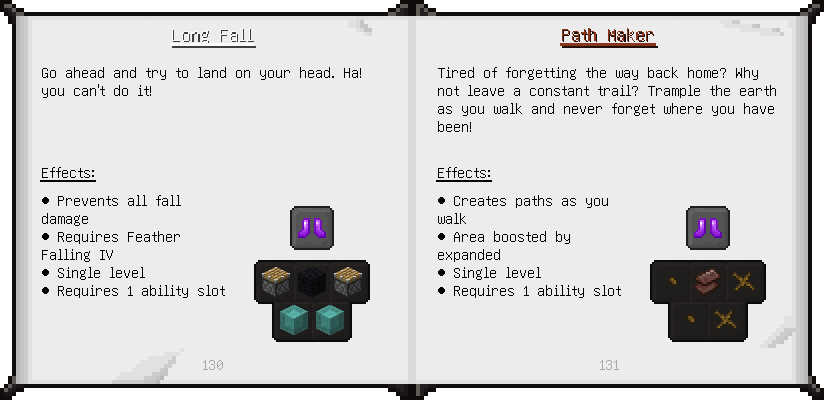 Long Fall
Go ahead and try to land on your head. Ha!
you can't do it!
Effects:
• Prevents all fall
damage
• Requires Feather
Falling IV
• Single level
• Requires 1 ability slot
130
Path Maker
Tired of forgetting the way back home? Why
not leave a constant trail? Trample the earth
as you walk and never forget where you have
been!
Effects:
• Creates paths as you
walk
• Area boosted by
expanded
• Single level
• Requires 1 ability slot
131